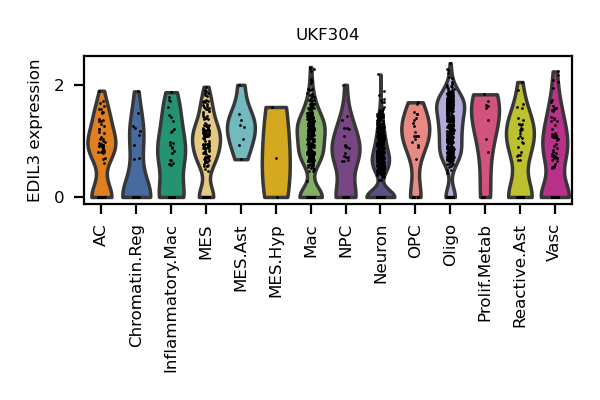 UKF304
EDIL3 expression
2
0
AC
Chromatin.Reg
Inflammatory.Mac
MES
MES.Ast
MES.Hyp
Mac
NPC
Neuron
OPC
Oligo
Prolif.Metab
Reactive.Ast
Vasc